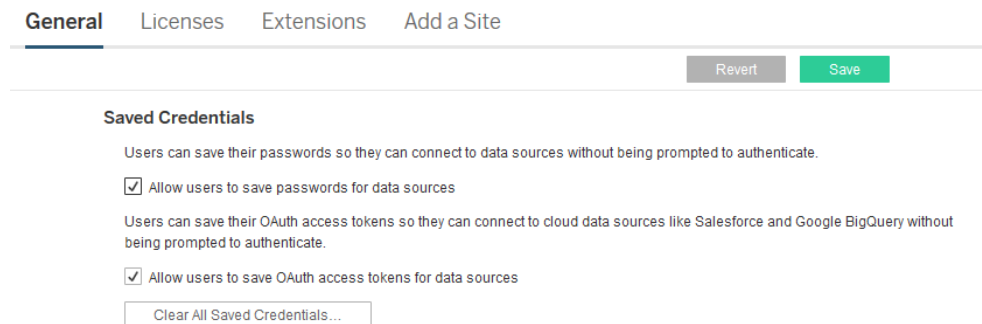 General Licenses Extensions Add a Site
Revert Save
Saved Credentials
Users can save their passwords so they can connect to data sources without being prompted to authenticate.
Allow users to save passwords for data sources
Users can save their OAuth access tokens so they can connect to cloud data sources like Salesforce and Google BigQuery without
being prompted to authenticate.
Allow users to save OAuth access tokens for data sources
Clear All Saved Credentials...